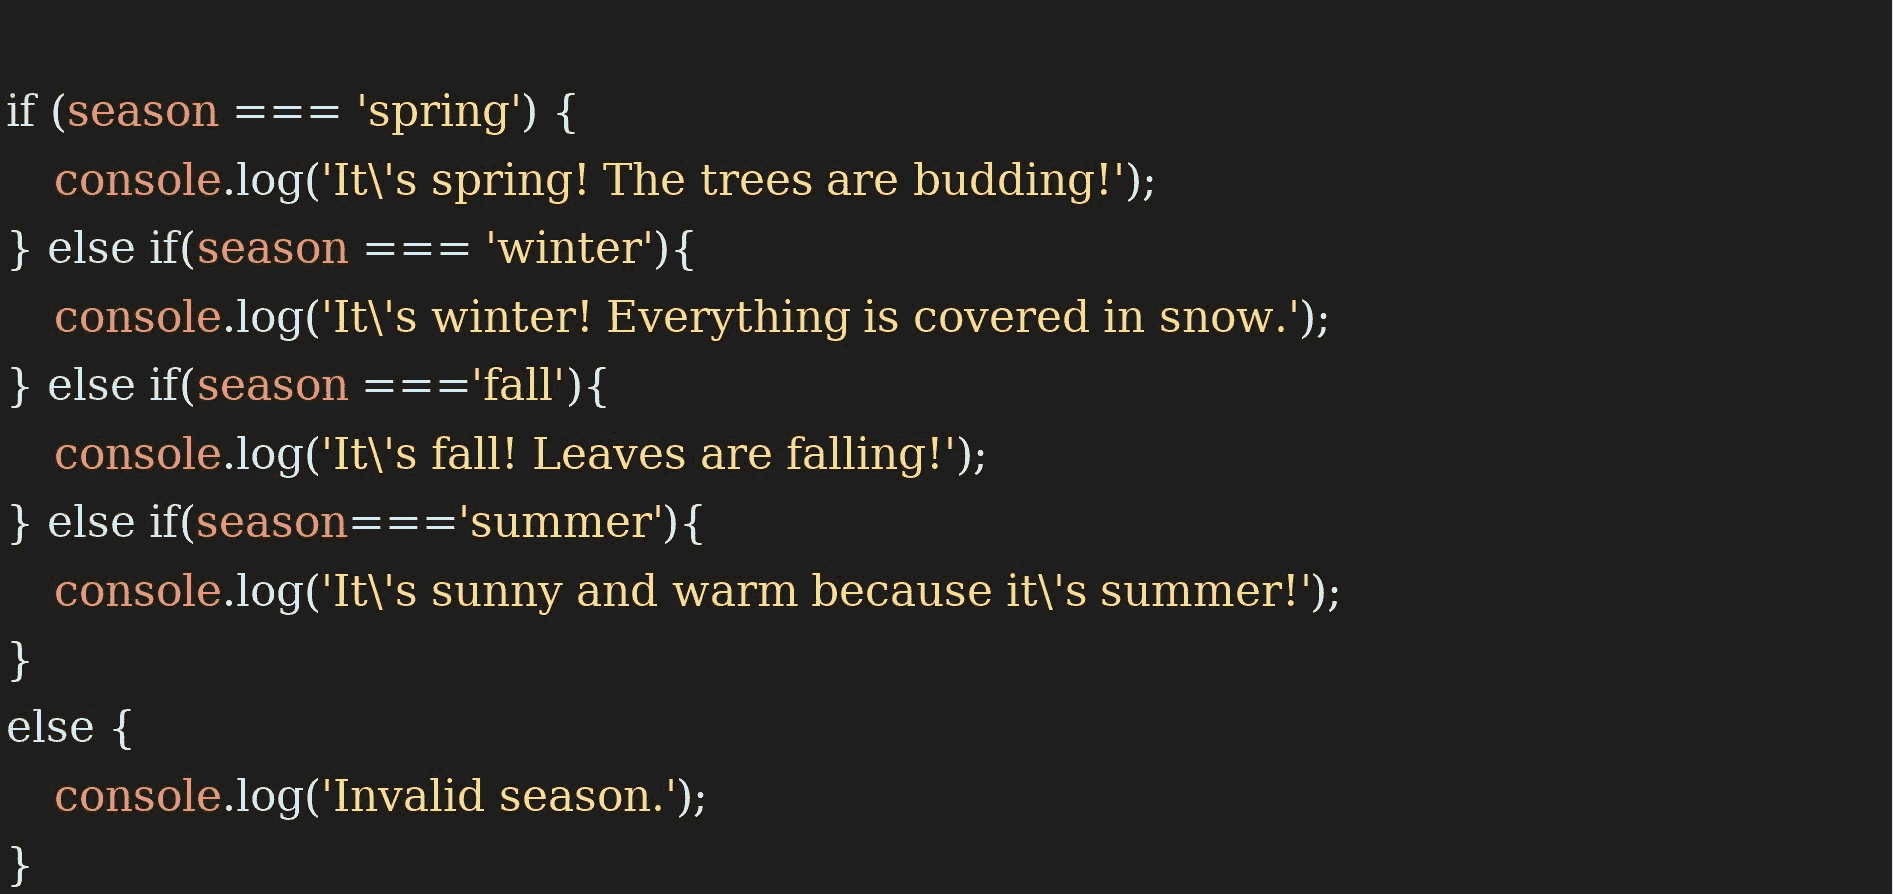 if (season === 'spring') {
    console.log('It\'s spring! The trees are budding!');
} else if(season === 'winter'){
    console.log('It\'s winter! Everything is covered in snow.');
} else if(season ==='fall'){
    console.log('It\'s fall! Leaves are falling!');
} else if(season==='summer'){
    console.log('It\'s sunny and warm because it\'s summer!');
}
else {
    console.log('Invalid season.');
}